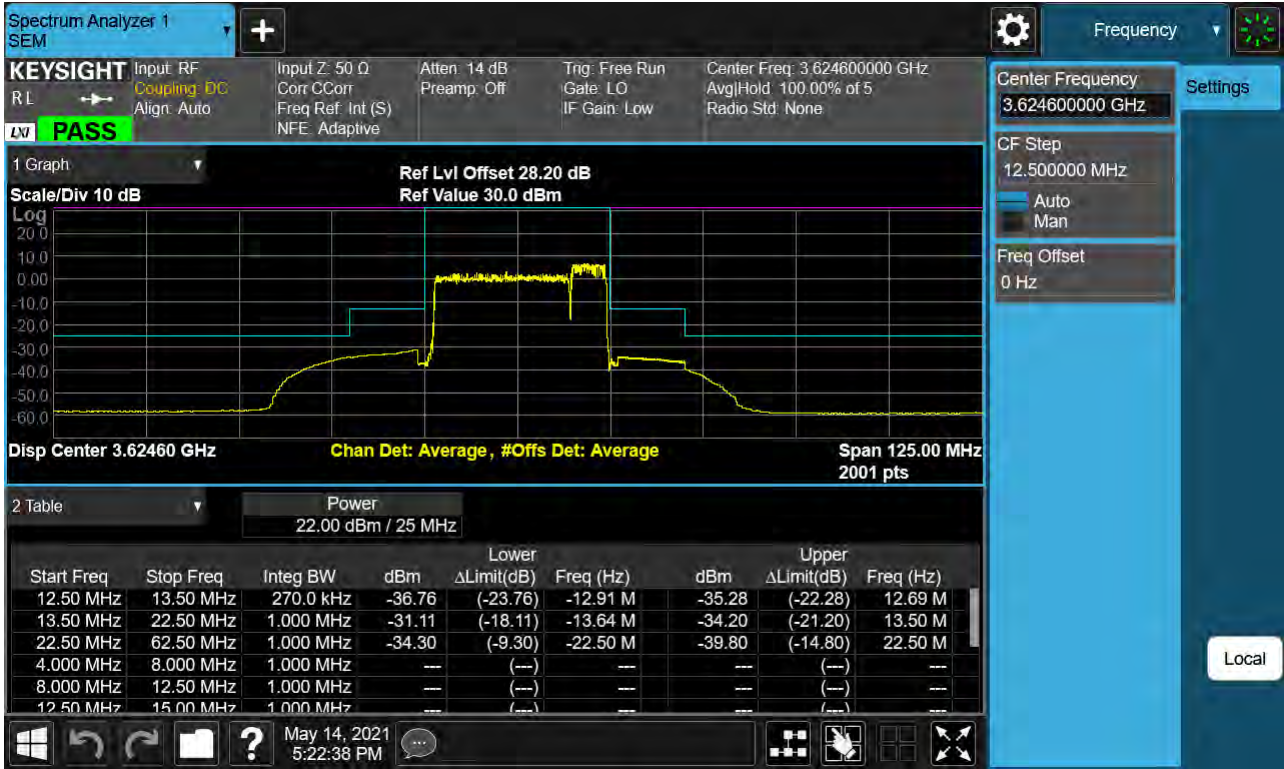 Spectrum Analyzer 1
SEM
Frequency
KEYSIGHT
RL
LXI
PASS
Input: RF
Coupling: DC
Align: Auto
Input Z: 50 Ω
Corr CCorr
Freq Ref: Int (S)
NFE: Adaptive
Atten: 14 dB
Preamp: Off
Trig: Free Run
Gate: LO
IF Gain: Low
Center Freq: 3.624600000 GHz
Avg|Hold: 100.00% of 5
Radio Std: None
Center Frequency
3.624600000 GHz
Settings
CF Step
12.500000 MHz
Auto
Man
Freq Offset
0 Hz
Local
1 Graph
Scale/Div 10 dB
Ref Lvl Offset 28.20 dB
Ref Value 30.0 dBm
Log
20.0
10.0
0.00
-10.0
-20.0
-30.0
-40.0
-50.0
-60.0
Disp Center 3.62460 GHz
Chan Det: Average, #Offs Det: Average
Span 125.00 MHz
2001 pts
2 Table
Power
22.00 dBm / 25 MHz
Lower Upper
Start Freq Stop Freq Integ BW dBm ΔLimit(dB) Freq (Hz) dBm ΔLimit(dB) Freq (Hz)
12.50 MHz 13.50 MHz 270.0 kHz -36.76 (-23.76) -12.91 M -35.28 (-22.28) 12.69 M
13.50 MHz 22.50 MHz 1.000 MHz -31.11 (-18.11) -13.64 M -34.20 (-21.20) 13.50 M
22.50 MHz 62.50 MHz 1.000 MHz -34.30 (-9.30) -22.50 M -39.80 (-14.80) 22.50 M
4.000 MHz 8.000 MHz 1.000 MHz --- (---) --- --- (---) ---
8.000 MHz 12.50 MHz 1.000 MHz --- (---) --- --- (---) ---
12.50 MHz 15.00 MHz 1.000 MHz --- (---) --- --- (---) ---
May 14, 2021
5:22:38 PM